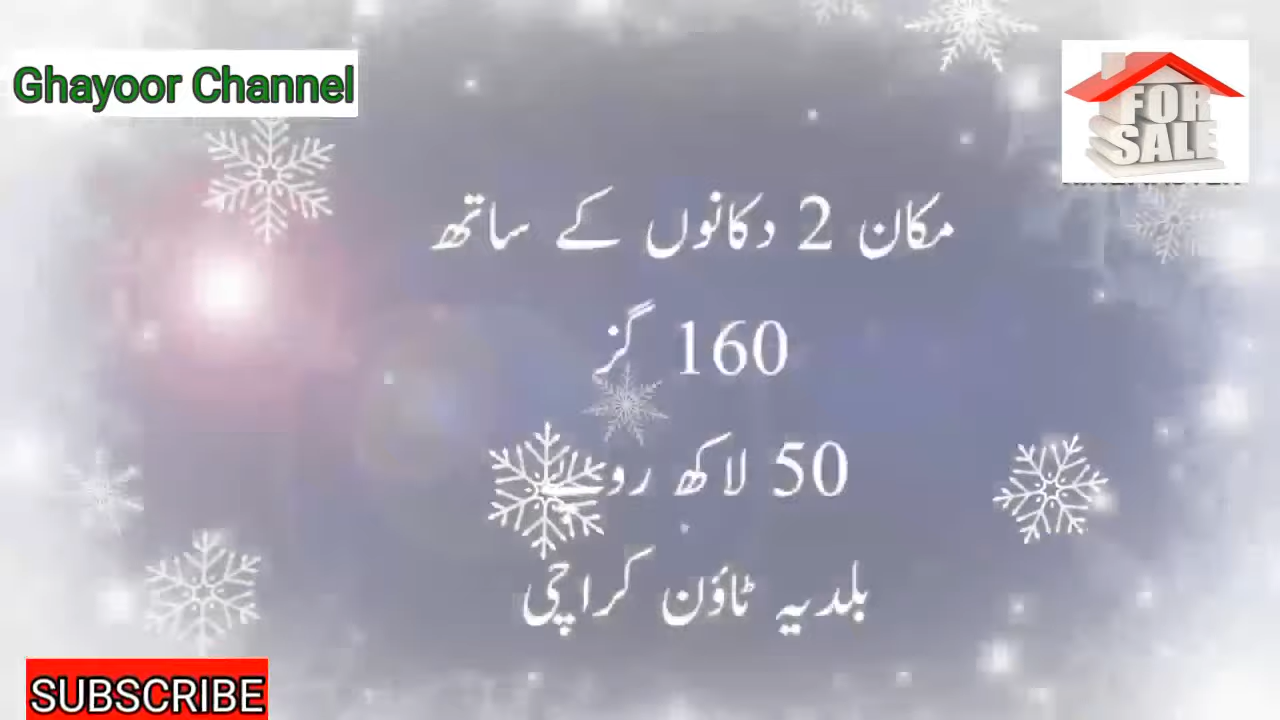 Ghayoor Channel
FOR
SALE
مکان 2 دکانوں کے ساتھ
160 گز
50 لاکھ روپے
بلدیہ ٹاؤن کراچی
SUBSCRIBE